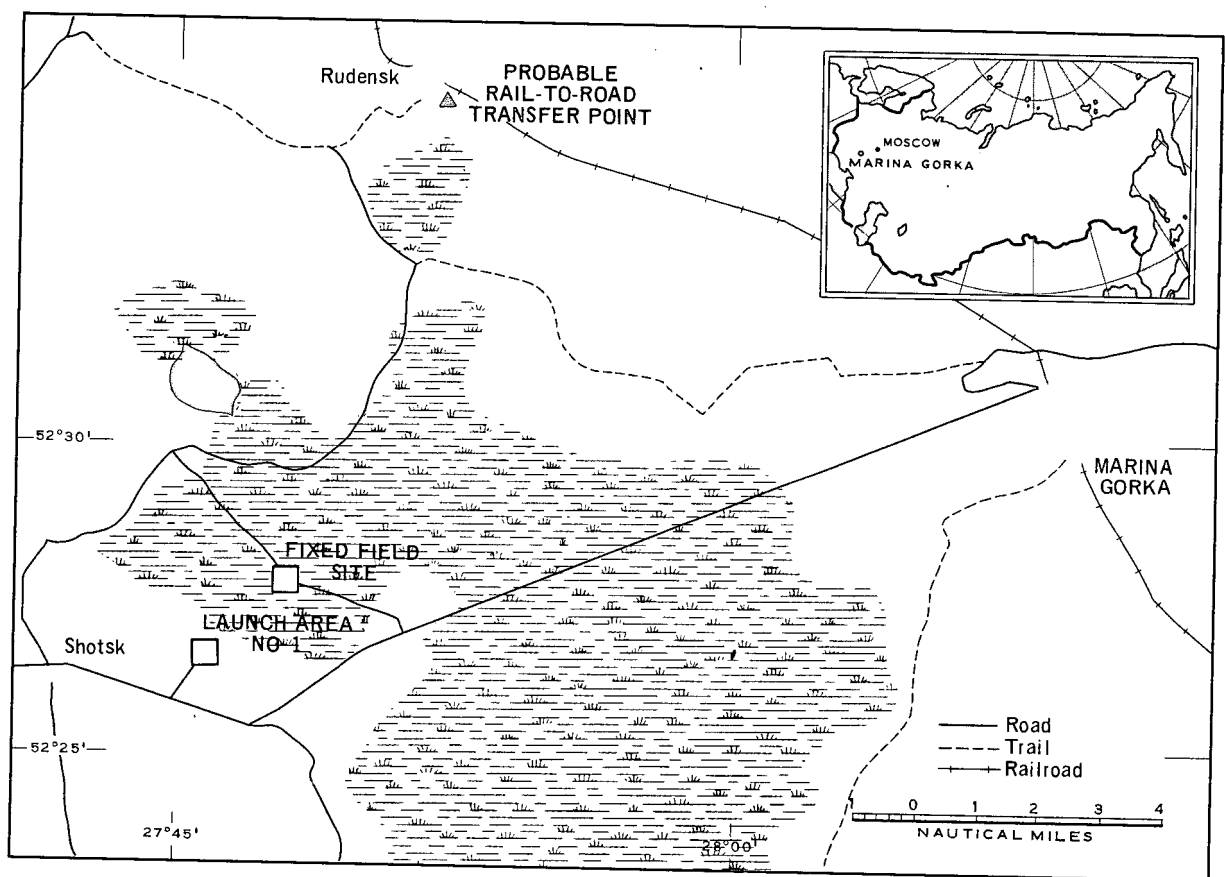 Rudensk
PROBABLE
RAIL-TO-ROAD
TRANSFER POINT
MOSCOW
MARINA GORKA
52°30'
MARINA
GORKA
FIXED FIELD
SITE
LAUNCH AREA
NO 1
Shotsk
52°25'
Road
Trail
Railroad
27°45'
28°00'
1 0 1 2 3 4
NAUTICAL MILES